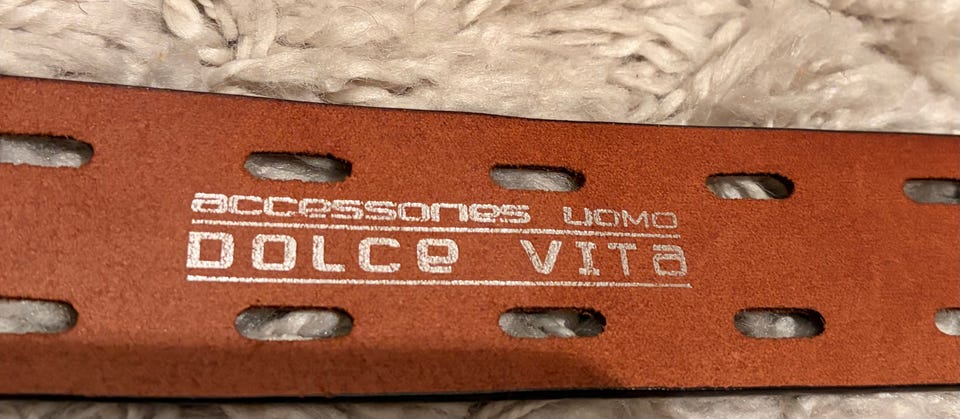 accessories UOMO
DOLCE VITA